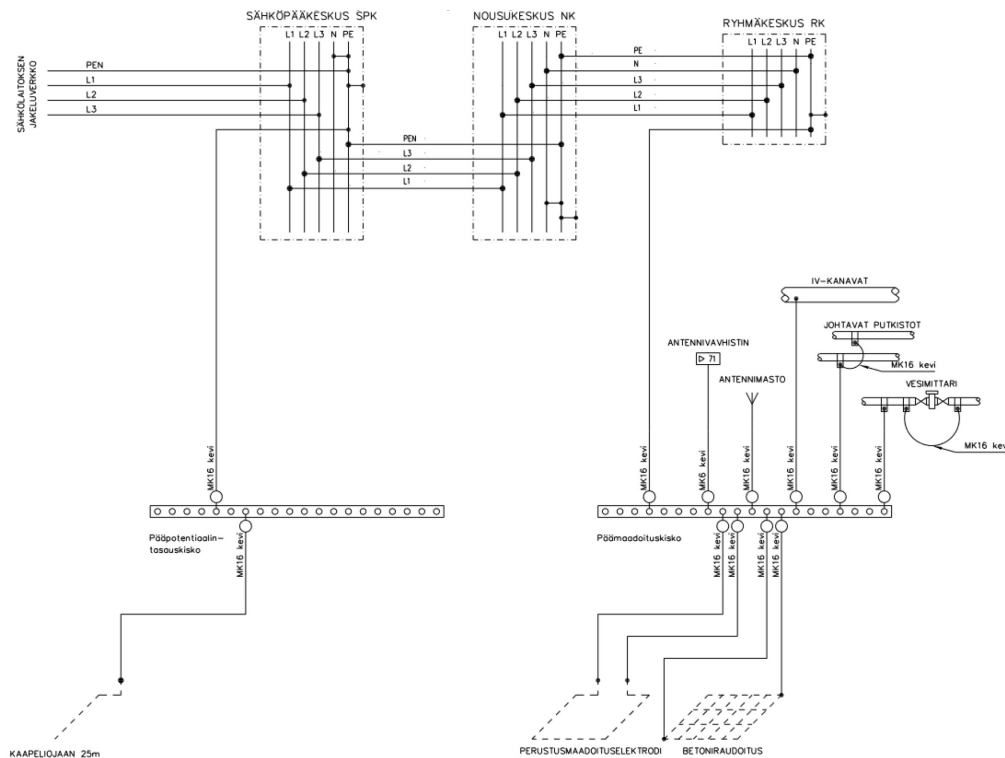 SÄHKÖPÄÄKESKUS SPK
NOUSUKESKUS NK
RYHMÄKESKUS RK
L1 L2 L3 N PE
L1 L2 L3 N PE
L1 L2 L3 N PE
SÄHKÖLAITOKSEN
JAKELUVERKKO
PEN
L1
L2
L3
PE
N
L3
L2
L1
PEN
L3
L2
L1
IV-KANAVAT
JOHTAVAT PUTKISTOT
MK16 kevi
ANTENNIVAVHISTIN
71
ANTENNIMASTO
VESIMITTARI
MK16 kevi
MK16 kevi
MK16 kevi
MK6 kevi
MK16 kevi
MK16 kevi
MK16 kevi
MK16 kevi
Pääpotentiaalin-
tasauskisko
Päämaadoituskisko
MK16 kevi
MK16 kevi
MK16 kevi
MK16 kevi
MK16 kevi
KAAPELIOJAAN 25m
PERUSTUSMAADOITUSELEKTRODI
BETONIRAUDOITUS